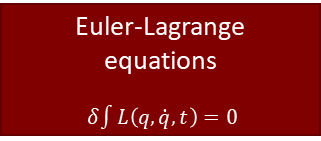 Euler-Lagrange
equations
δ∫ L(q, q̇, t) = 0